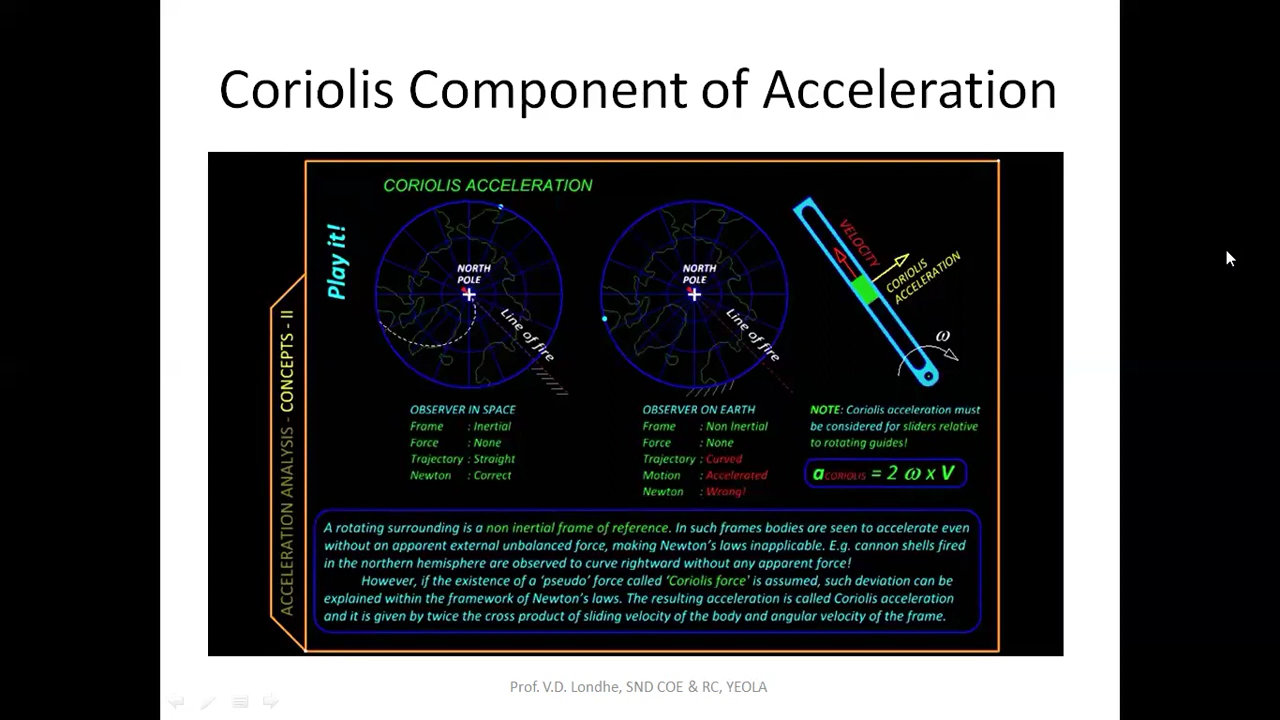 Coriolis Component of Acceleration
CORIOLIS ACCELERATION
Play it!
NORTH
POLE
Line of fire
NORTH
POLE
Line of fire
VELOCITY
CORIOLIS
ACCELERATION
ω
OBSERVER IN SPACE
Frame : Inertial
Force : None
Trajectory : Straight
Newton : Correct
OBSERVER ON EARTH
Frame : Non Inertial
Force : None
Trajectory : Curved
Motion : Accelerated
Newton : Wrong!
NOTE: Coriolis acceleration must
be considered for sliders relative
to rotating guides!
aCORIOLIS = 2 ω x V
ACCELERATION ANALYSIS - CONCEPTS - II
A rotating surrounding is a non inertial frame of reference. In such frames bodies are seen to accelerate even
without an apparent external unbalanced force, making Newton's laws inapplicable. E.g. cannon shells fired
in the northern hemisphere are observed to curve rightward without any apparent force!
However, if the existence of a 'pseudo' force called 'Coriolis force' is assumed, such deviation can be
explained within the framework of Newton's laws. The resulting acceleration is called Coriolis acceleration
and it is given by twice the cross product of sliding velocity of the body and angular velocity of the frame.
Prof. V.D. Londhe, SND COE & RC, YEOLA